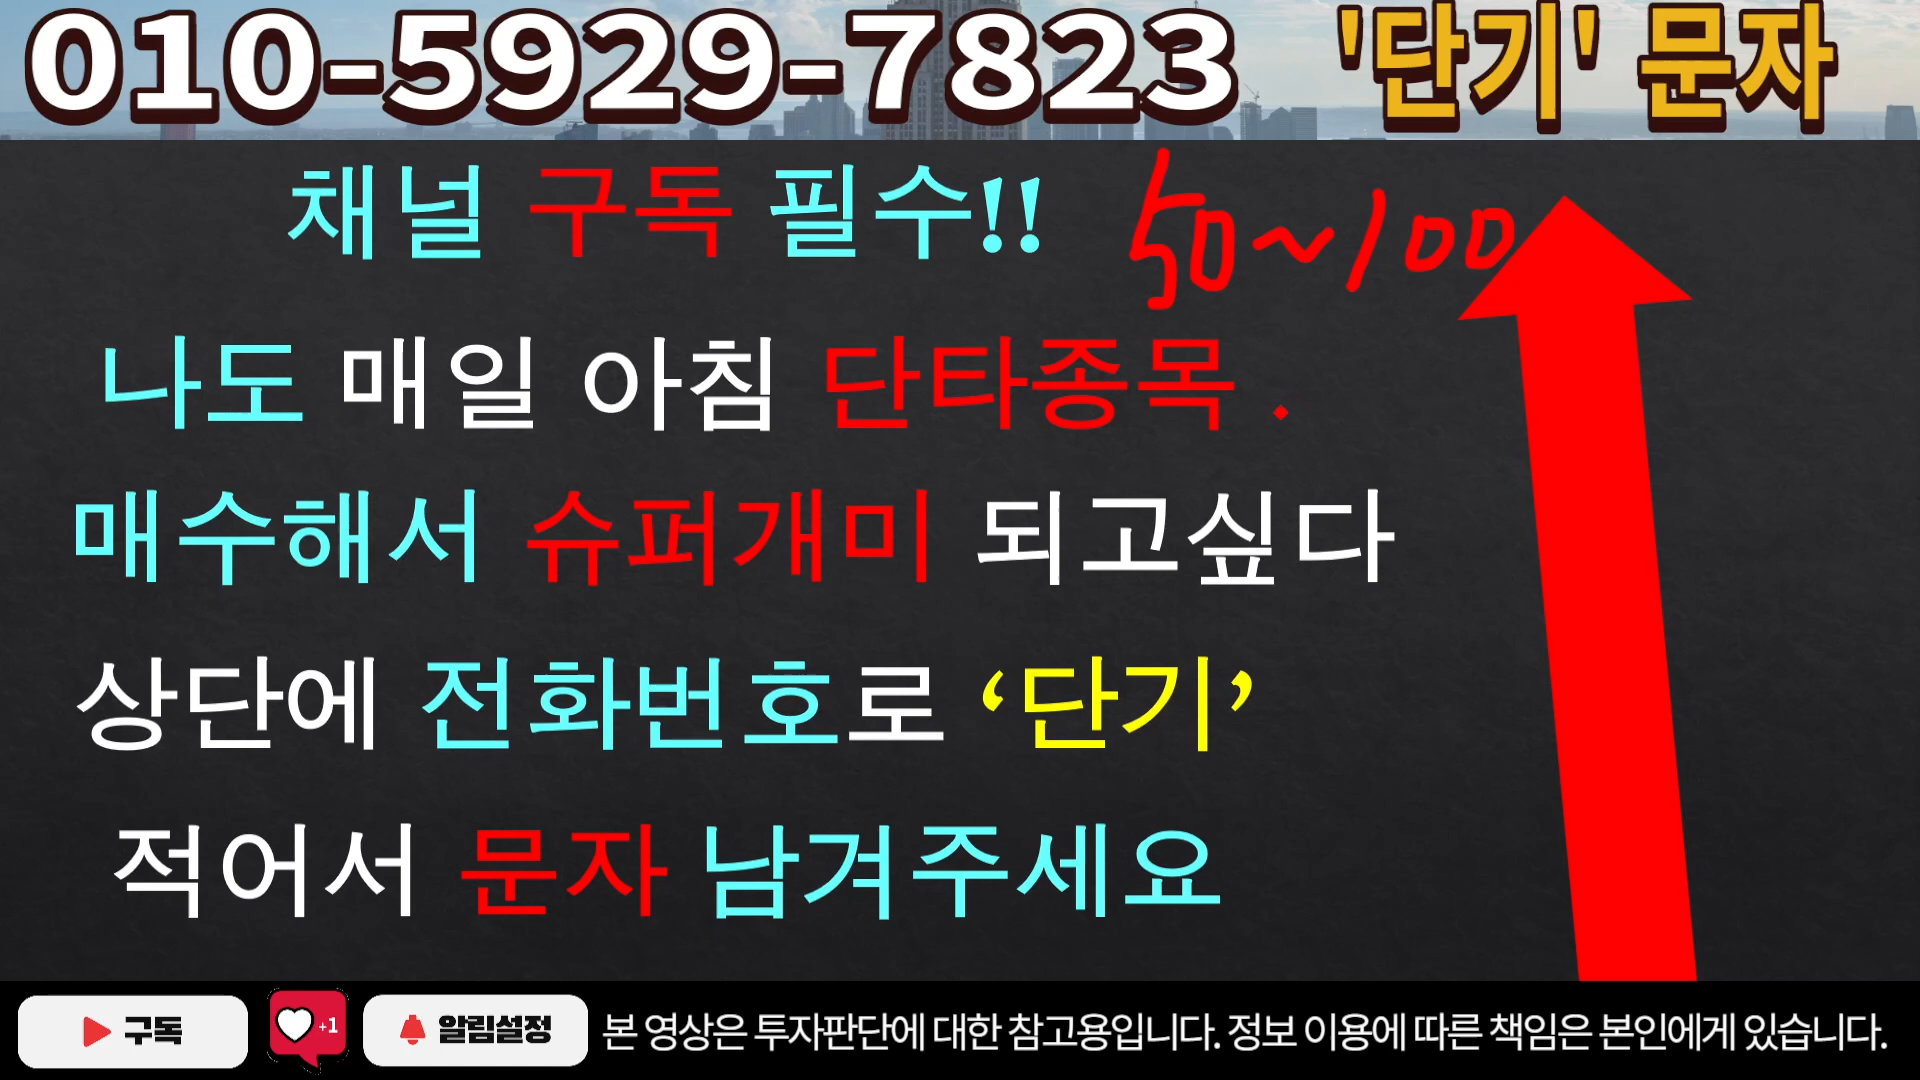 010-5929-7823 '단기' 문자
채널 구독 필수!! 50~100
나도 매일 아침 단타종목.
매수해서 슈퍼개미 되고싶다
상단에 전화번호로 ‘단기’
적어서 문자 남겨주세요
구독 +1 알림설정 본 영상은 투자판단에 대한 참고용입니다. 정보 이용에 따른 책임은 본인에게 있습니다.